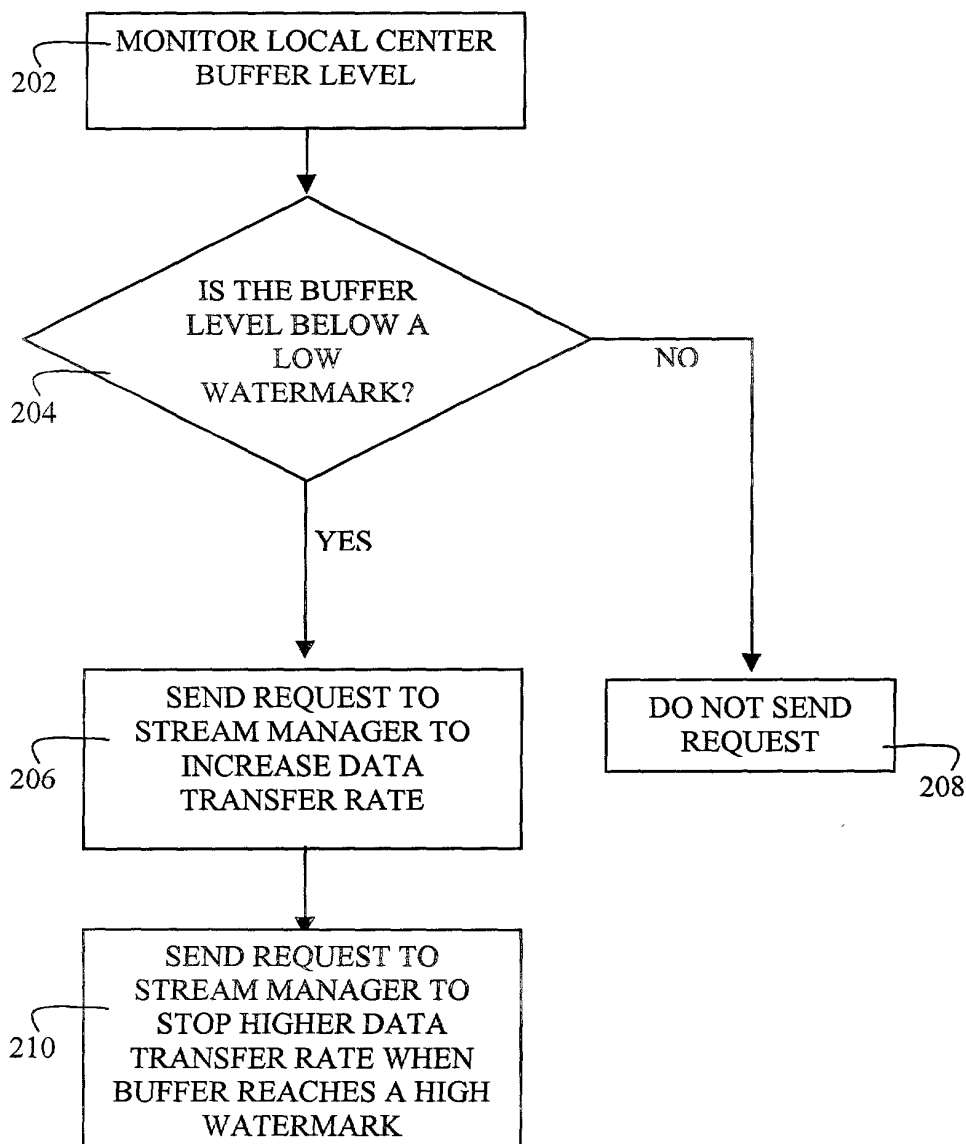 MONITOR LOCAL CENTER
BUFFER LEVEL
202
IS THE BUFFER
LEVEL BELOW A
LOW
WATERMARK?
204
NO
YES
SEND REQUEST TO
STREAM MANAGER TO
INCREASE DATA
TRANSFER RATE
206
DO NOT SEND
REQUEST
208
SEND REQUEST TO
STREAM MANAGER TO
STOP HIGHER DATA
TRANSFER RATE WHEN
BUFFER REACHES A HIGH
WATERMARK
210